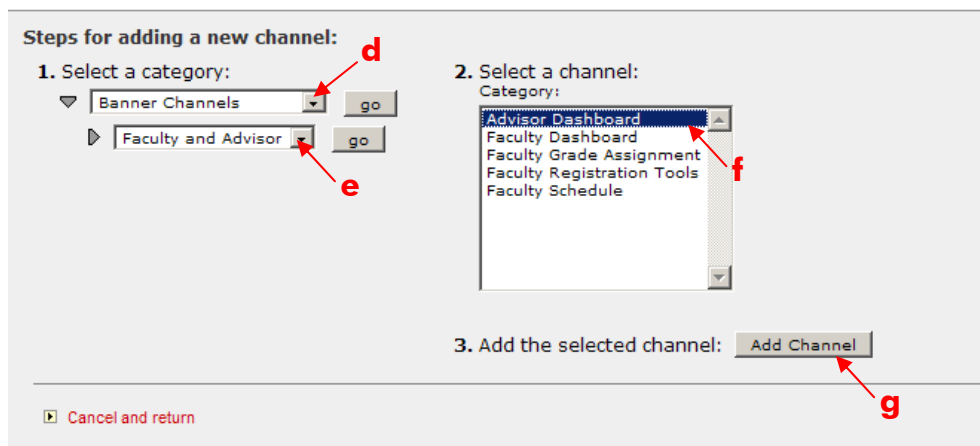 Steps for adding a new channel:
d
1. Select a category:
Banner Channels go
Faculty and Advisor go
e
2. Select a channel:
Category:
Advisor Dashboard
Faculty Dashboard
Faculty Grade Assignment
Faculty Registration Tools
Faculty Schedule
f
3. Add the selected channel: Add Channel
g
Cancel and return